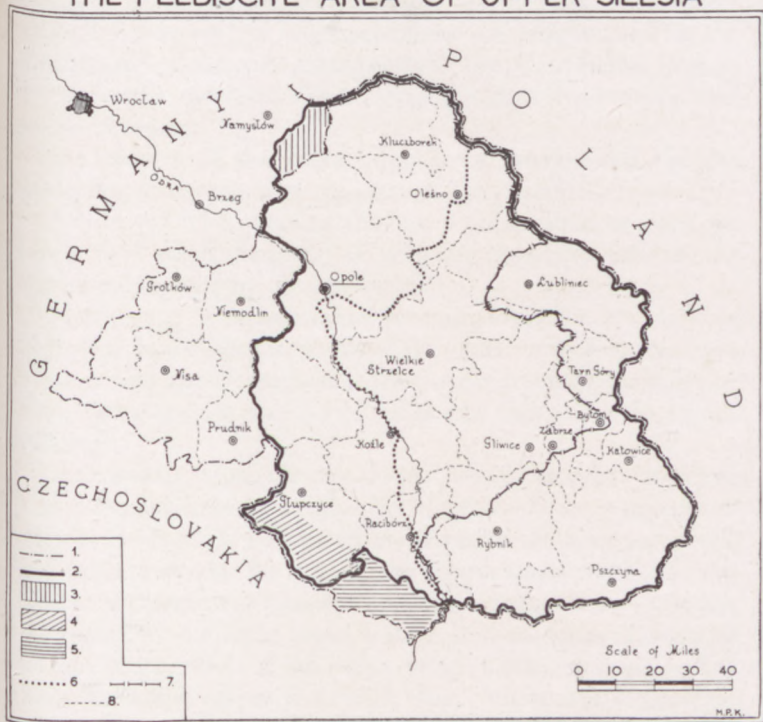 THE PLEBISCITE AREA OF UPPER SILESIA
POLAND
GERMANY
CZECHOSLOVAKIA
Wrocław
Namysłów
ODRA
Brzeg
Kluczborek
Oleśno
Opole
Lubliniec
Grotków
Niemodlin
Nisa
Prudnik
Wielkie
Strzelce
Tarn Góry
Bytom
Zabrze
Gliwice
Katowice
Koźle
Głupczyce
Racibórz
Rybnik
Pszczyna
1.
2.
3.
4.
5.
6
7.
8.
Scale of Miles
0 10 20 30 40
M.P.K.